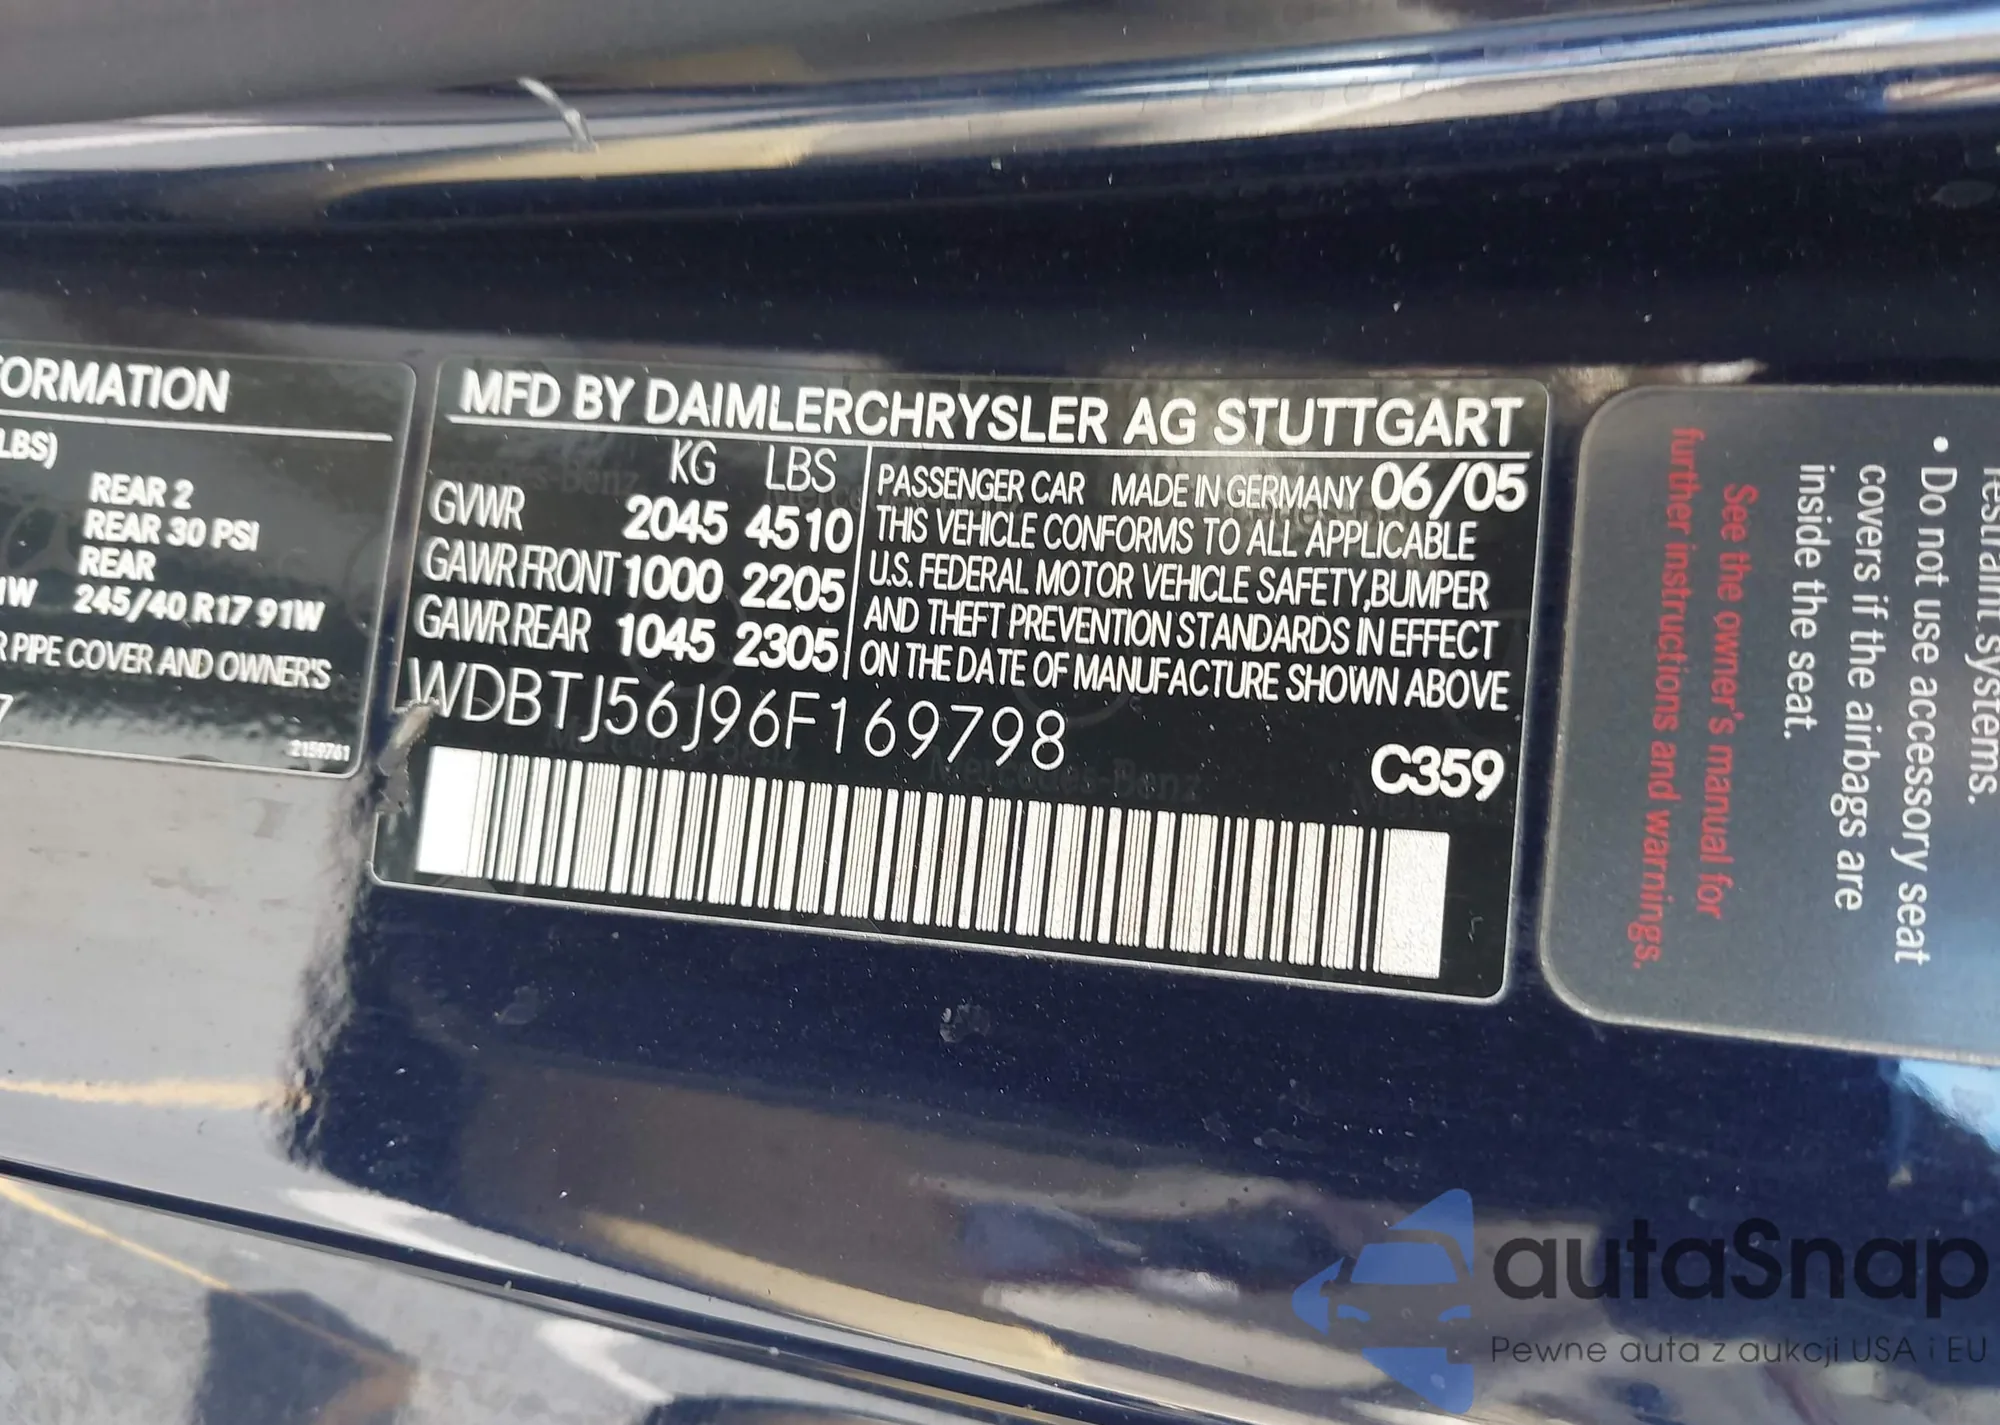 FORMATION
LBS)
REAR 2
REAR 30 PSI
REAR
1W 245/40 R17 91W
R PIPE COVER AND OWNER'S
7
2159761
MFD BY DAIMLERCHRYSLER AG STUTTGART
KG LBS
GVWR 2045 4510
GAWR FRONT 1000 2205
GAWR REAR 1045 2305
PASSENGER CAR MADE IN GERMANY 06/05
THIS VEHICLE CONFORMS TO ALL APPLICABLE
U.S. FEDERAL MOTOR VEHICLE SAFETY,BUMPER
AND THEFT PREVENTION STANDARDS IN EFFECT
ON THE DATE OF MANUFACTURE SHOWN ABOVE
WDBTJ56J96F169798
C359
restraint systems.
• Do not use accessory seat
covers if the airbags are
inside the seat.
See the owner's manual for
further instructions and warnings.
autaSnap
Pewne auta z aukcji USA i EU